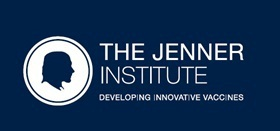 THE JENNER
INSTITUTE
DEVELOPING INNOVATIVE VACCINES